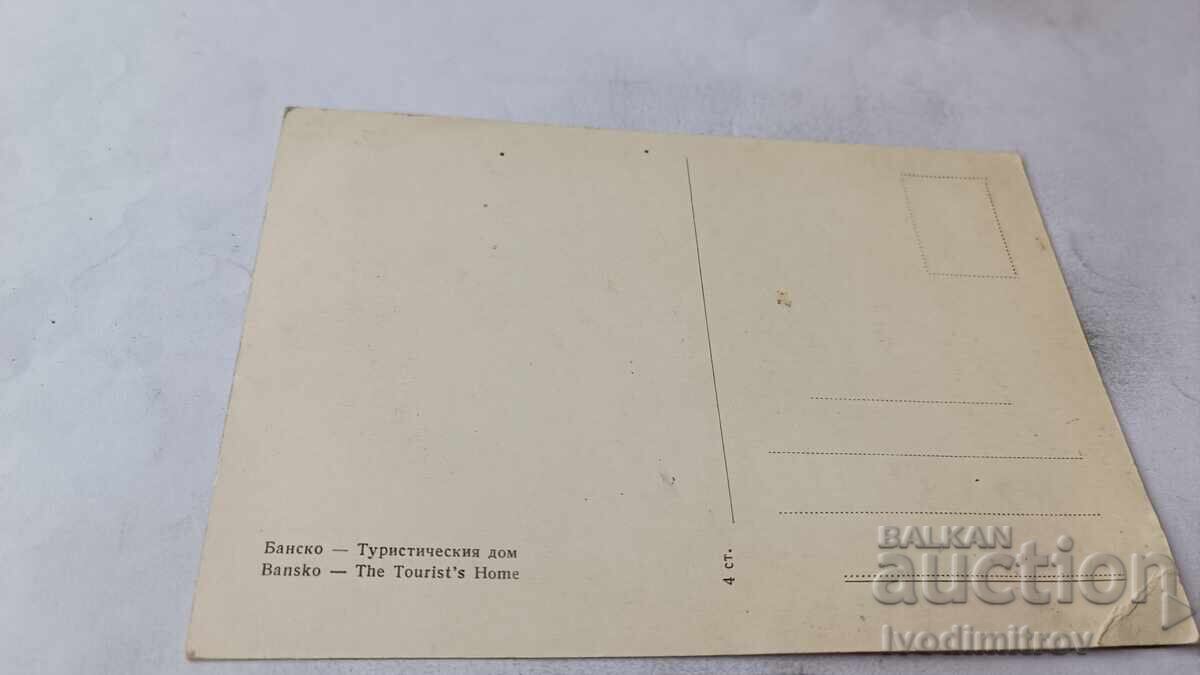 Банско — Туристическия дом
Bansko — The Tourist's Home
4 ст.
BALKAN
auction
Ivodimitrov